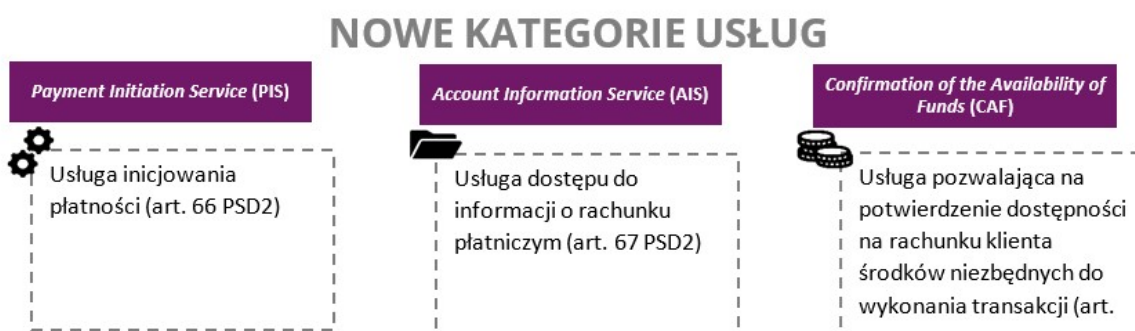 NOWE KATEGORIE USŁUG
Payment Initiation Service (PIS)
Usługa inicjowania
płatności (art. 66 PSD2)
Account Information Service (AIS)
Usługa dostępu do
informacji o rachunku
płatniczym (art. 67 PSD2)
Confirmation of the Availability of
Funds (CAF)
Usługa pozwalająca na
potwierdzenie dostępności
na rachunku klienta
środków niezbędnych do
wykonania transakcji (art.